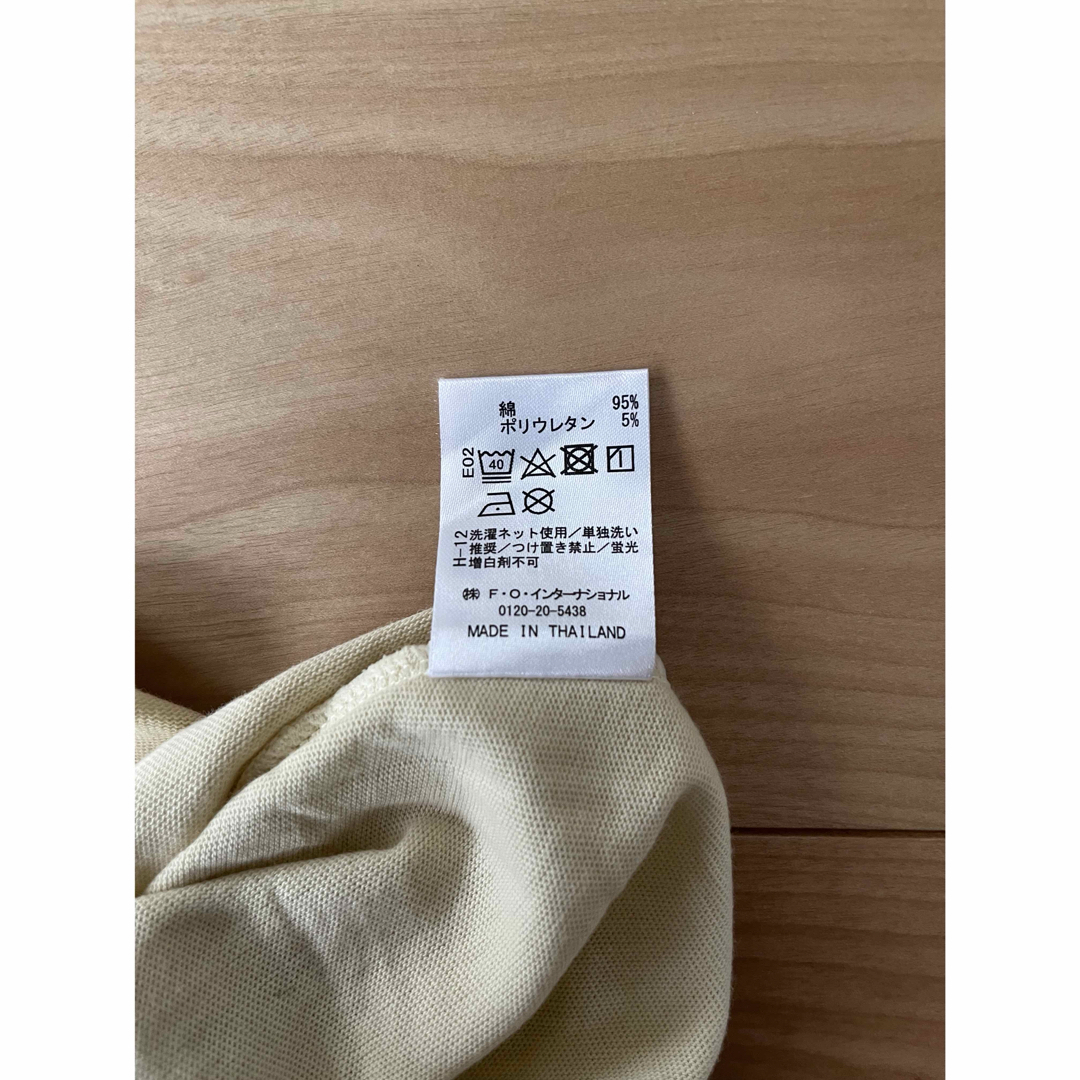 綿 95%
ポリウレタン 5%
E02
40
H-12
洗濯ネット使用/単独洗い
推奨/つけ置き禁止/蛍光
増白剤不可
㈱ F・O・インターナショナル
0120-20-5438
MADE IN THAILAND